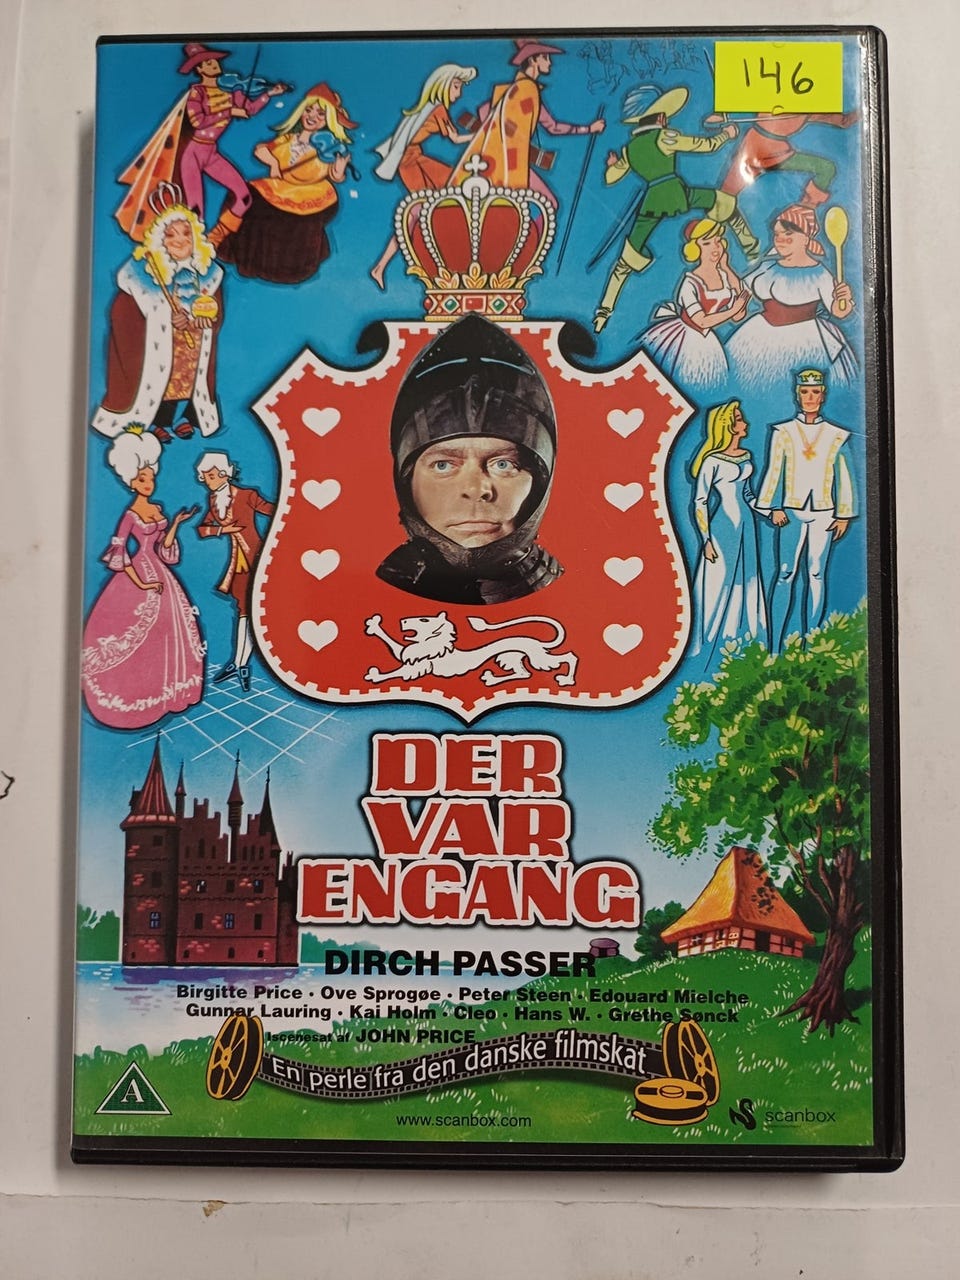 146
DER
VAR
ENGANG
DIRCH PASSER
Birgitte Price · Ove Sprogøe · Peter Steen · Edouard Mielche
Gunnar Lauring · Kai Holm · Cleo · Hans W. · Grethe Sønck
Iscenesat af JOHN PRICE
En perle fra den danske filmskat
A
www.scanbox.com
scanbox